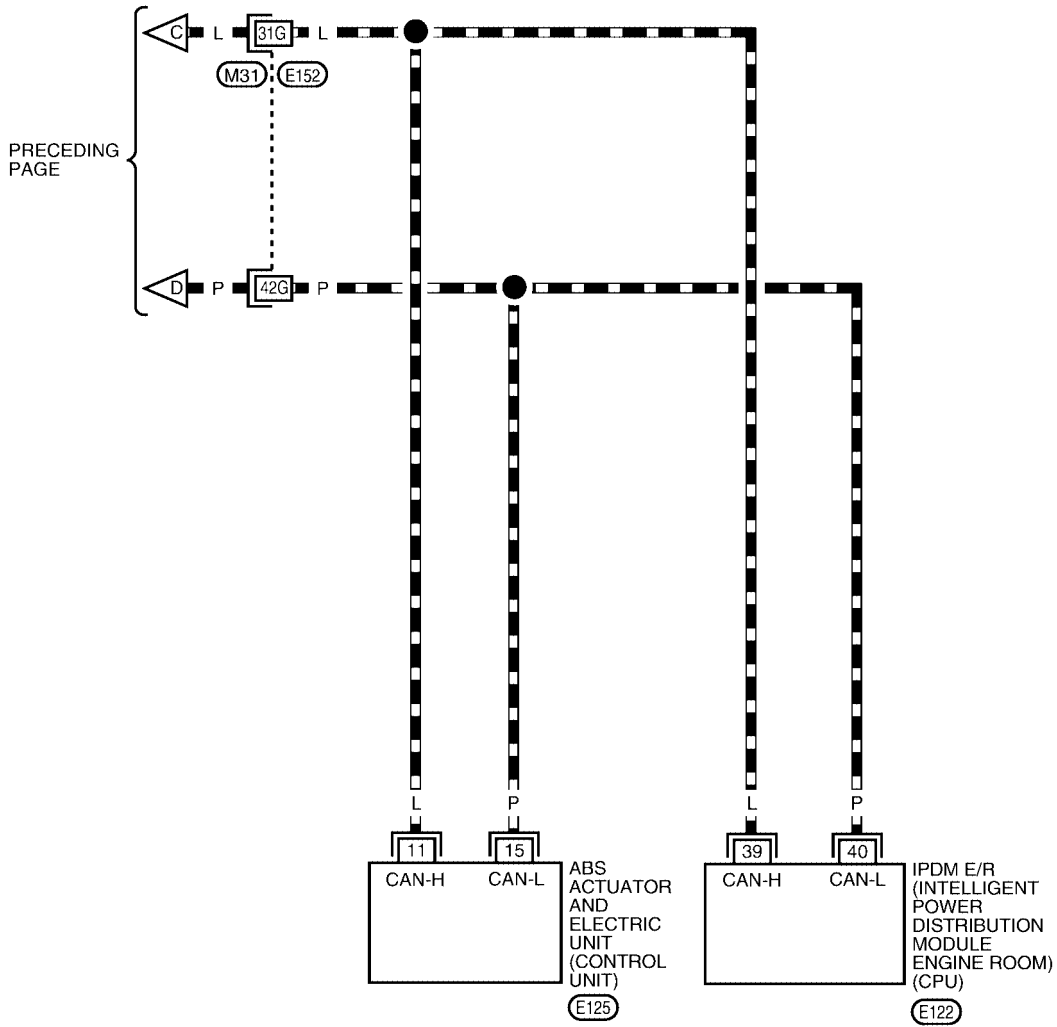 C L 31G L
M31 E152
PRECEDING
PAGE
D P 42G P
L P L P
11 15 39 40
CAN-H CAN-L
ABS
ACTUATOR
AND
ELECTRIC
UNIT
(CONTROL
UNIT)
E125
CAN-H CAN-L
IPDM E/R
(INTELLIGENT
POWER
DISTRIBUTION
MODULE
ENGINE ROOM)
(CPU)
E122